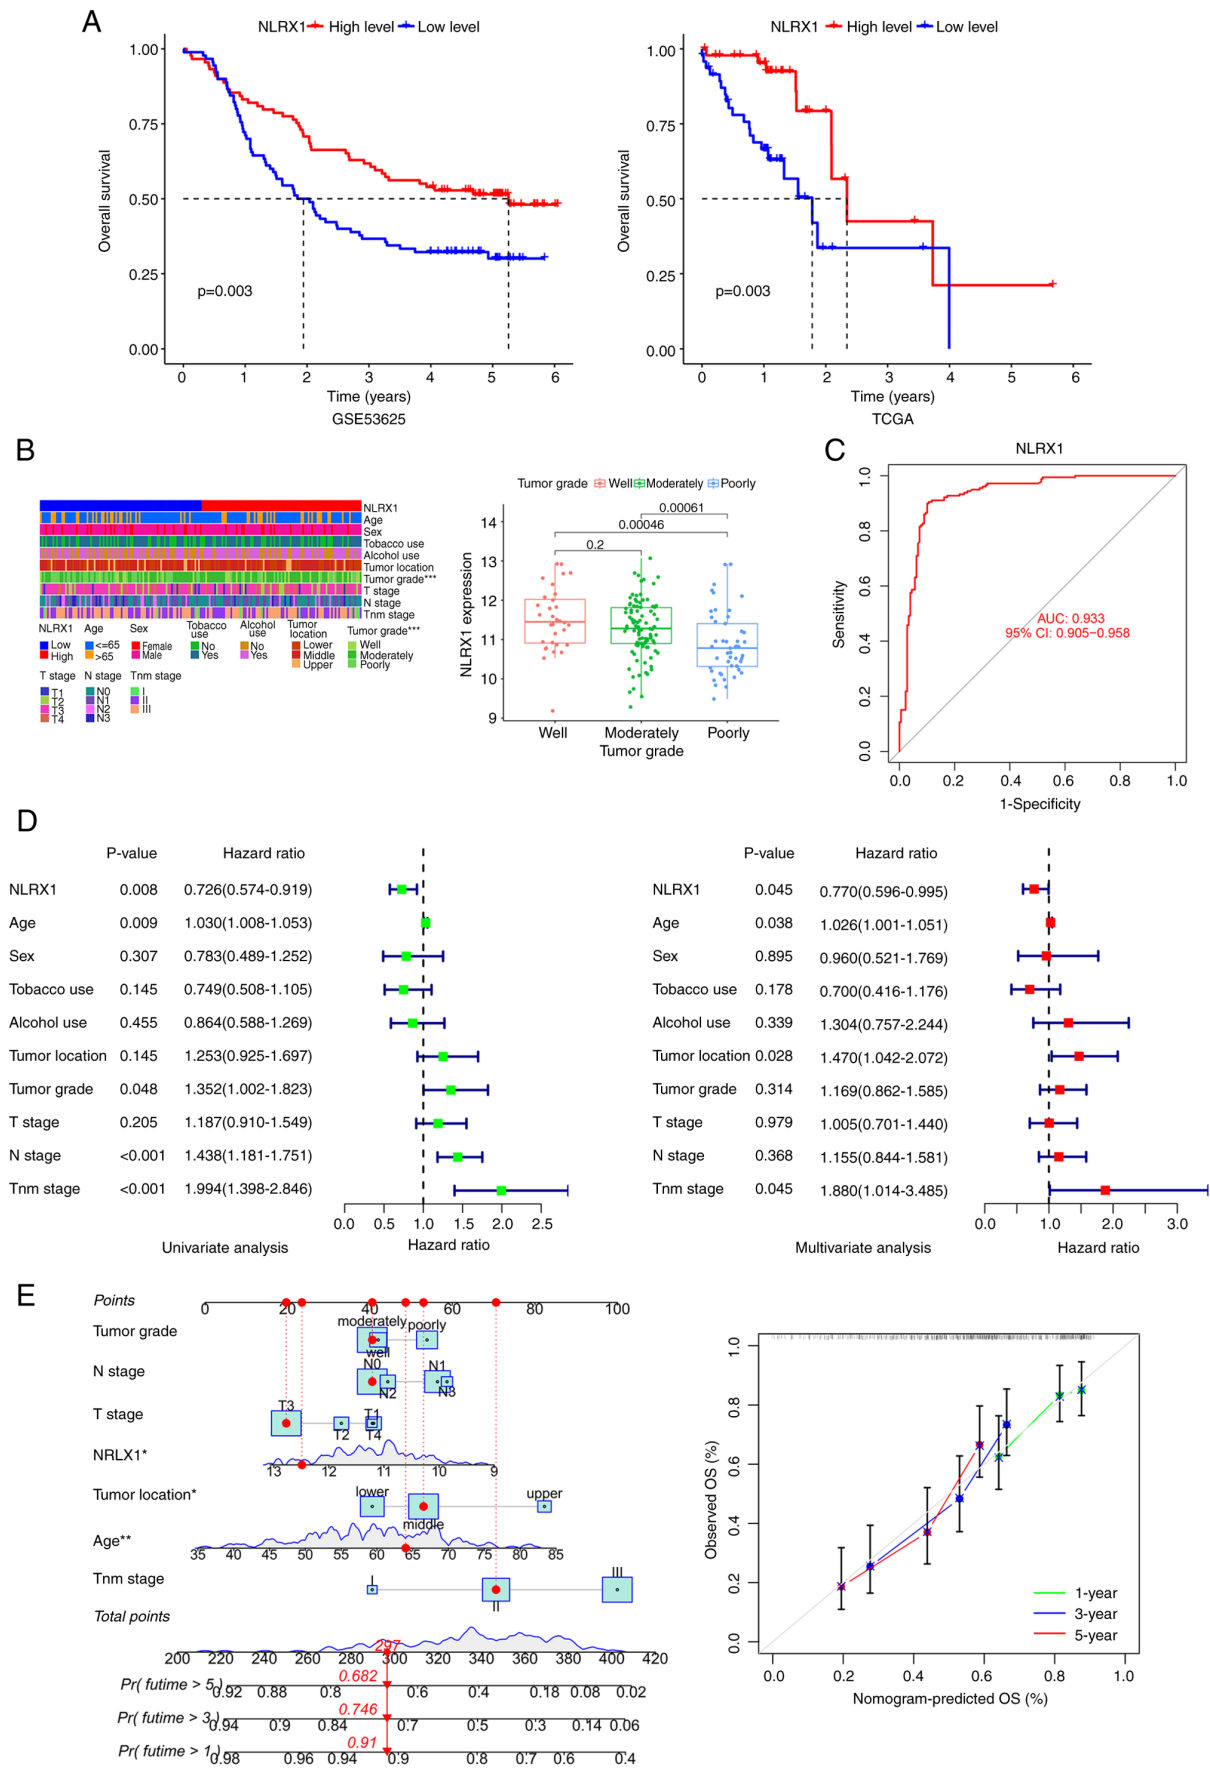 A
NLRX1 High level Low level
1.00
0.75
0.50
0.25
0.00
Overall survival
p=0.003
0 1 2 3 4 5 6
Time (years)
GSE53625
NLRX1 High level Low level
1.00
0.75
0.50
0.25
0.00
Overall survival
p=0.003
0 1 2 3 4 5 6
Time (years)
TCGA
B
NLRX1
Age
Sex
Tobacco use
Alcohol use
Tumor location
Tumor grade***
T stage
N stage
Tnm stage
NLRX1
Low
High
Age
<=65
>65
Sex
Female
Male
Tobacco
use
No
Yes
Alcohol
use
No
Yes
Tumor
location
Lower
Middle
Upper
Tumor grade***
Well
Moderately
Poorly
T stage
T1
T2
T3
T4
N stage
N0
N1
N2
N3
Tnm stage
I
II
III
Tumor grade Well Moderately Poorly
0.00061
0.00046
0.2
14
13
12
11
10
9
NLRX1 expression
Well Moderately Poorly
Tumor grade
C
NLRX1
1.0
0.8
0.6
0.4
0.2
0.0
Sensitivity
AUC: 0.933
95% CI: 0.905–0.958
0.0 0.2 0.4 0.6 0.8 1.0
1-Specificity
D
P-value Hazard ratio
NLRX1 0.008 0.726(0.574-0.919)
Age 0.009 1.030(1.008-1.053)
Sex 0.307 0.783(0.489-1.252)
Tobacco use 0.145 0.749(0.508-1.105)
Alcohol use 0.455 0.864(0.588-1.269)
Tumor location 0.145 1.253(0.925-1.697)
Tumor grade 0.048 1.352(1.002-1.823)
T stage 0.205 1.187(0.910-1.549)
N stage <0.001 1.438(1.181-1.751)
Tnm stage <0.001 1.994(1.398-2.846)
0.0 0.5 1.0 1.5 2.0 2.5
Univariate analysis
Hazard ratio
P-value Hazard ratio
NLRX1 0.045 0.770(0.596-0.995)
Age 0.038 1.026(1.001-1.051)
Sex 0.895 0.960(0.521-1.769)
Tobacco use 0.178 0.700(0.416-1.176)
Alcohol use 0.339 1.304(0.757-2.244)
Tumor location 0.028 1.470(1.042-2.072)
Tumor grade 0.314 1.169(0.862-1.585)
T stage 0.979 1.005(0.701-1.440)
N stage 0.368 1.155(0.844-1.581)
Tnm stage 0.045 1.880(1.014-3.485)
0.0 1.0 2.0 3.0
Multivariate analysis
Hazard ratio
E
Points
0 20 40 60 80 100
Tumor grade
moderately poorly
well
N stage
N0 N1
N2 N3
T stage
T3 T1
T2 T4
NRLX1*
13 12 11 10 9
Tumor location*
lower upper
middle
Age**
35 40 45 50 55 60 65 70 75 80 85
Tnm stage
I III
II
Total points
297
200 220 240 260 280 300 320 340 360 380 400 420
0.682
Pr( futime > 5 )
0.92 0.88 0.8 0.6 0.4 0.18 0.08 0.02
0.746
Pr( futime > 3 )
0.94 0.9 0.84 0.7 0.5 0.3 0.14 0.06
0.91
Pr( futime > 1 )
0.98 0.96 0.94 0.9 0.8 0.7 0.6 0.4
1.0
0.8
0.6
0.4
0.2
0.0
Observed OS (%)
1-year
3-year
5-year
0.0 0.2 0.4 0.6 0.8 1.0
Nomogram-predicted OS (%)